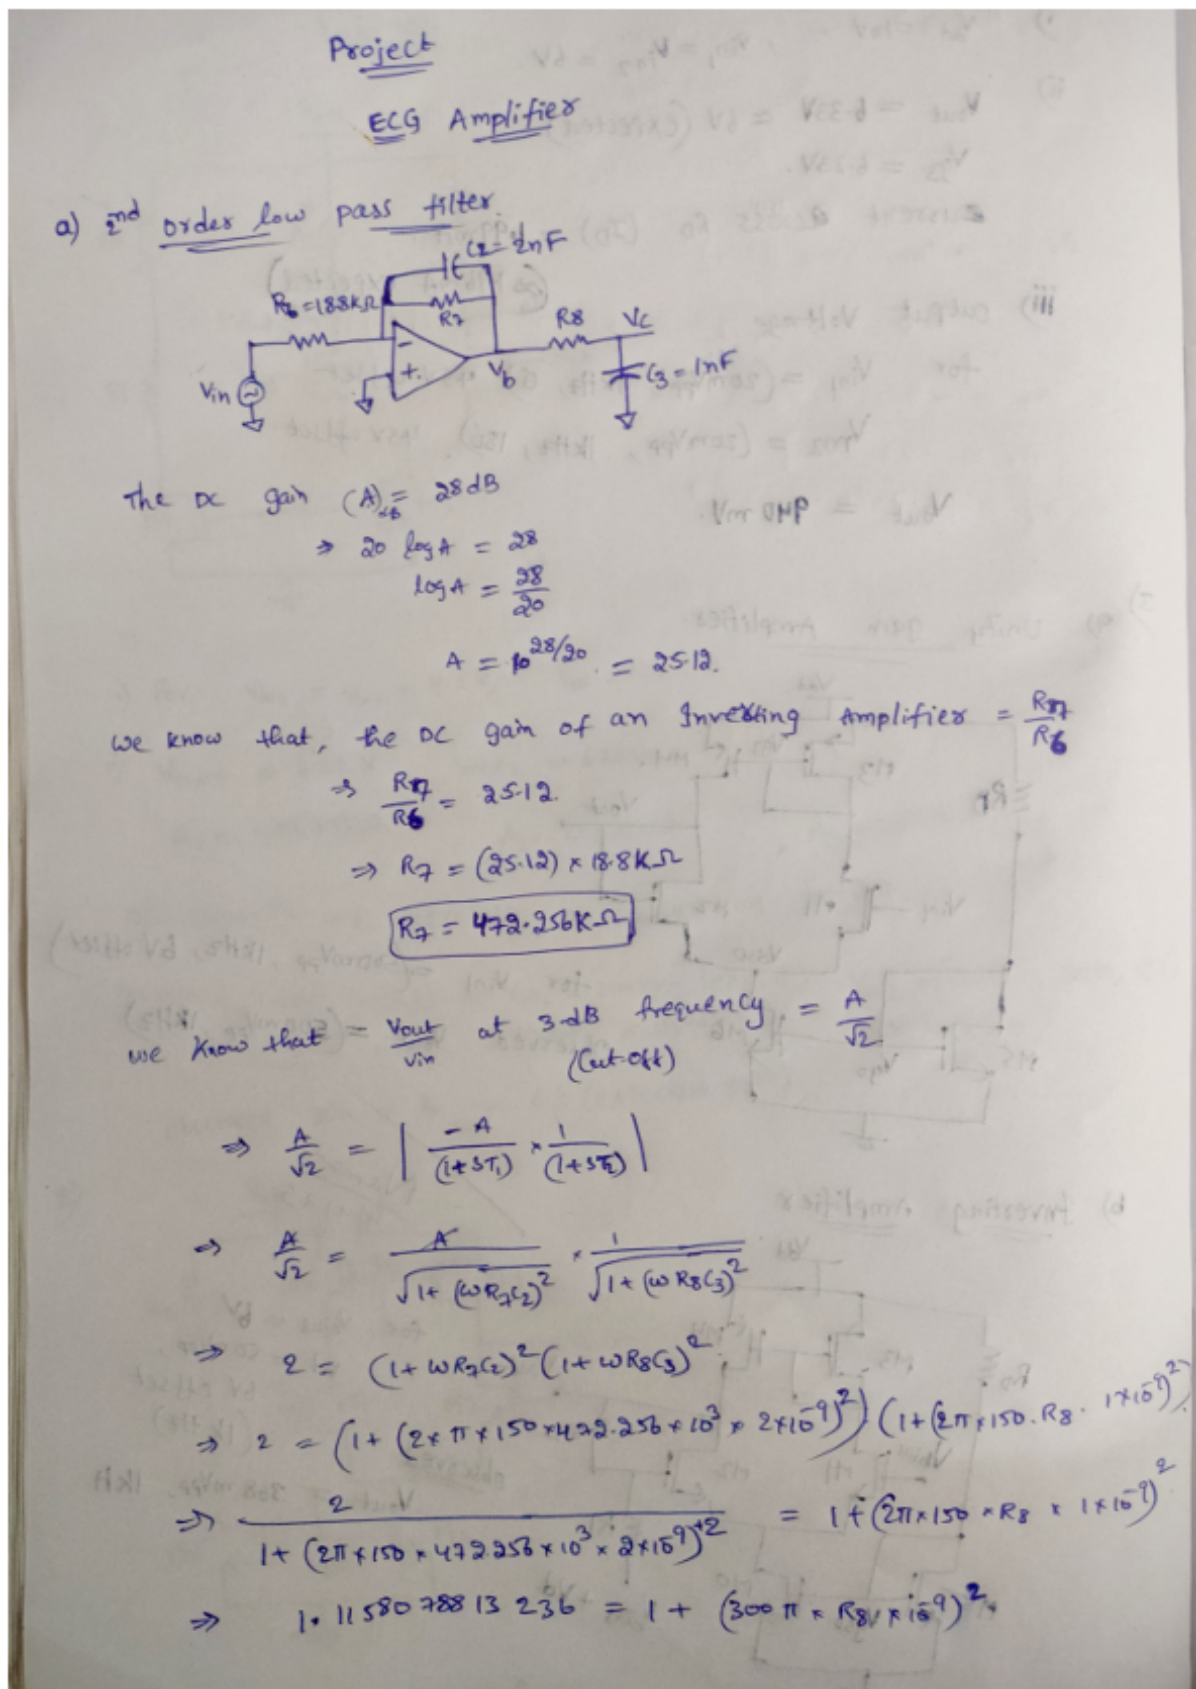 Project
ECG Amplifier
a) 2nd order low pass filter.
C2 = 2nF
R6 = 18.8KΩ
R7
R8
Vc
Vin
-
+
Vb
C3 = 1nF
The DC gain (A)dB = 28dB
⇒ 20 log A = 28
log A = 28/20
A = 10^28/20 = 25.12.
We know that, the DC gain of an Inverting Amplifier = R7/R6
⇒ R7/R6 = 25.12.
⇒ R7 = (25.12) × 18.8KΩ
R7 = 472.256KΩ
we know that = Vout/Vin at 3-dB frequency = A/√2
(Cut-off)
⇒ A/√2 = | -A/(1+sT1) × 1/(1+sT2) |
⇒ A/√2 = A/√(1+(ωR7C2)^2) × 1/√(1+(ωR8C3)^2)
⇒ 2 = (1+ωR7C2)^2 (1+ωR8C3)^2
⇒ 2 = (1+(2×π×150×472.256×10^3×2×10^-9)^2) (1+(2π×150.R8. 1×10^-9)^2)
⇒ 2/(1+(2π×150×472.256×10^3×2×10^-9)^+2) = 1+(2π×150×R8×1×10^-9)^2
⇒ 1.1158078813236 = 1+(300π×R8×10^-9)^2.